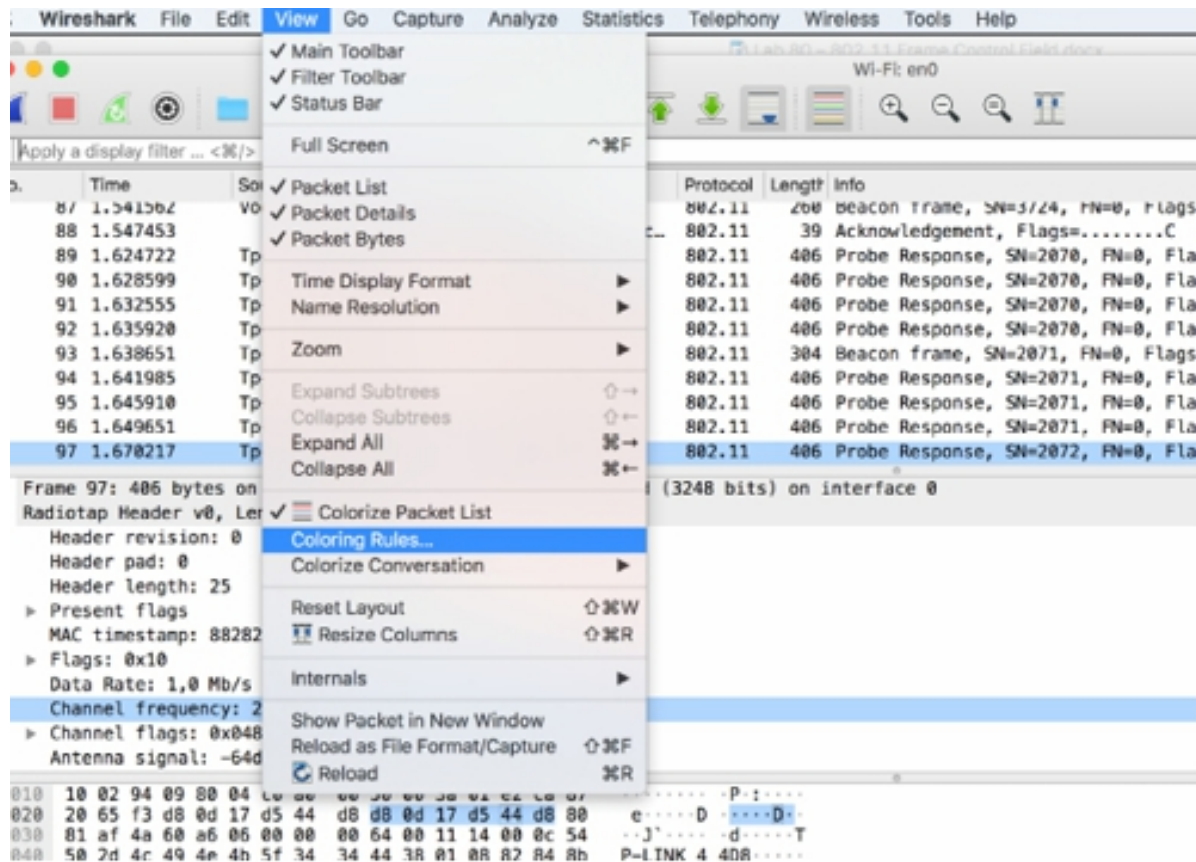 Wireshark File Edit View Go Capture Analyze Statistics Telephony Wireless Tools Help
Lab 80 – 802.11 Frame Control Field.docx
Wi-Fi: en0
Apply a display filter ... <⌘/>
Time Protocol Info
87 1.541562 Vo 802.11 260 Beacon frame, SN=3724, FN=0, Flags
88 1.547453 c… 802.11 39 Acknowledgement, Flags=........C
89 1.624722 Tp 802.11 406 Probe Response, SN=2070, FN=0, Fla
90 1.628599 Tp 802.11 406 Probe Response, SN=2070, FN=0, Fla
91 1.632555 Tp 802.11 406 Probe Response, SN=2070, FN=0, Fla
92 1.635920 Tp 802.11 406 Probe Response, SN=2070, FN=0, Fla
93 1.638651 Tp 802.11 304 Beacon frame, SN=2071, FN=0, Flags
94 1.641985 Tp 802.11 406 Probe Response, SN=2071, FN=0, Fla
95 1.645910 Tp 802.11 406 Probe Response, SN=2071, FN=0, Fla
96 1.649651 Tp 802.11 406 Probe Response, SN=2071, FN=0, Fla
97 1.670217 Tp 802.11 406 Probe Response, SN=2072, FN=0, Fla
✓ Main Toolbar
✓ Filter Toolbar
✓ Status Bar
Full Screen ^⌘F
✓ Packet List
✓ Packet Details
✓ Packet Bytes
Time Display Format ▶
Name Resolution ▶
Zoom ▶
Expand Subtrees ⇧→
Collapse Subtrees ⇧←
Expand All ⌘→
Collapse All ⌘←
✓ Colorize Packet List
Coloring Rules...
Colorize Conversation ▶
Reset Layout ⇧⌘W
Resize Columns ⇧⌘R
Internals ▶
Show Packet in New Window
Reload as File Format/Capture ⇧⌘F
Reload ⌘R
Frame 97: 406 bytes on (3248 bits) on interface 0
Radiotap Header v0, Ler
Header revision: 0
Header pad: 0
Header length: 25
▶ Present flags
MAC timestamp: 88282
▶ Flags: 0x10
Data Rate: 1,0 Mb/s
Channel frequency: 2
▶ Channel flags: 0x048
Antenna signal: -64d
010 10 02 94 09 80 04
020 20 65 f3 d8 0d 17 d5 44 d8 d8 0d 17 d5 44 d8 80 e·····D ·····D··
030 81 af 4a 60 a6 06 00 00 00 64 00 11 14 00 0c 54 ··J`···· ·d·····T
040 50 2d 4c 49 4e 4b 5f 34 34 44 38 01 08 82 84 8b P-LINK_4 4D8·····